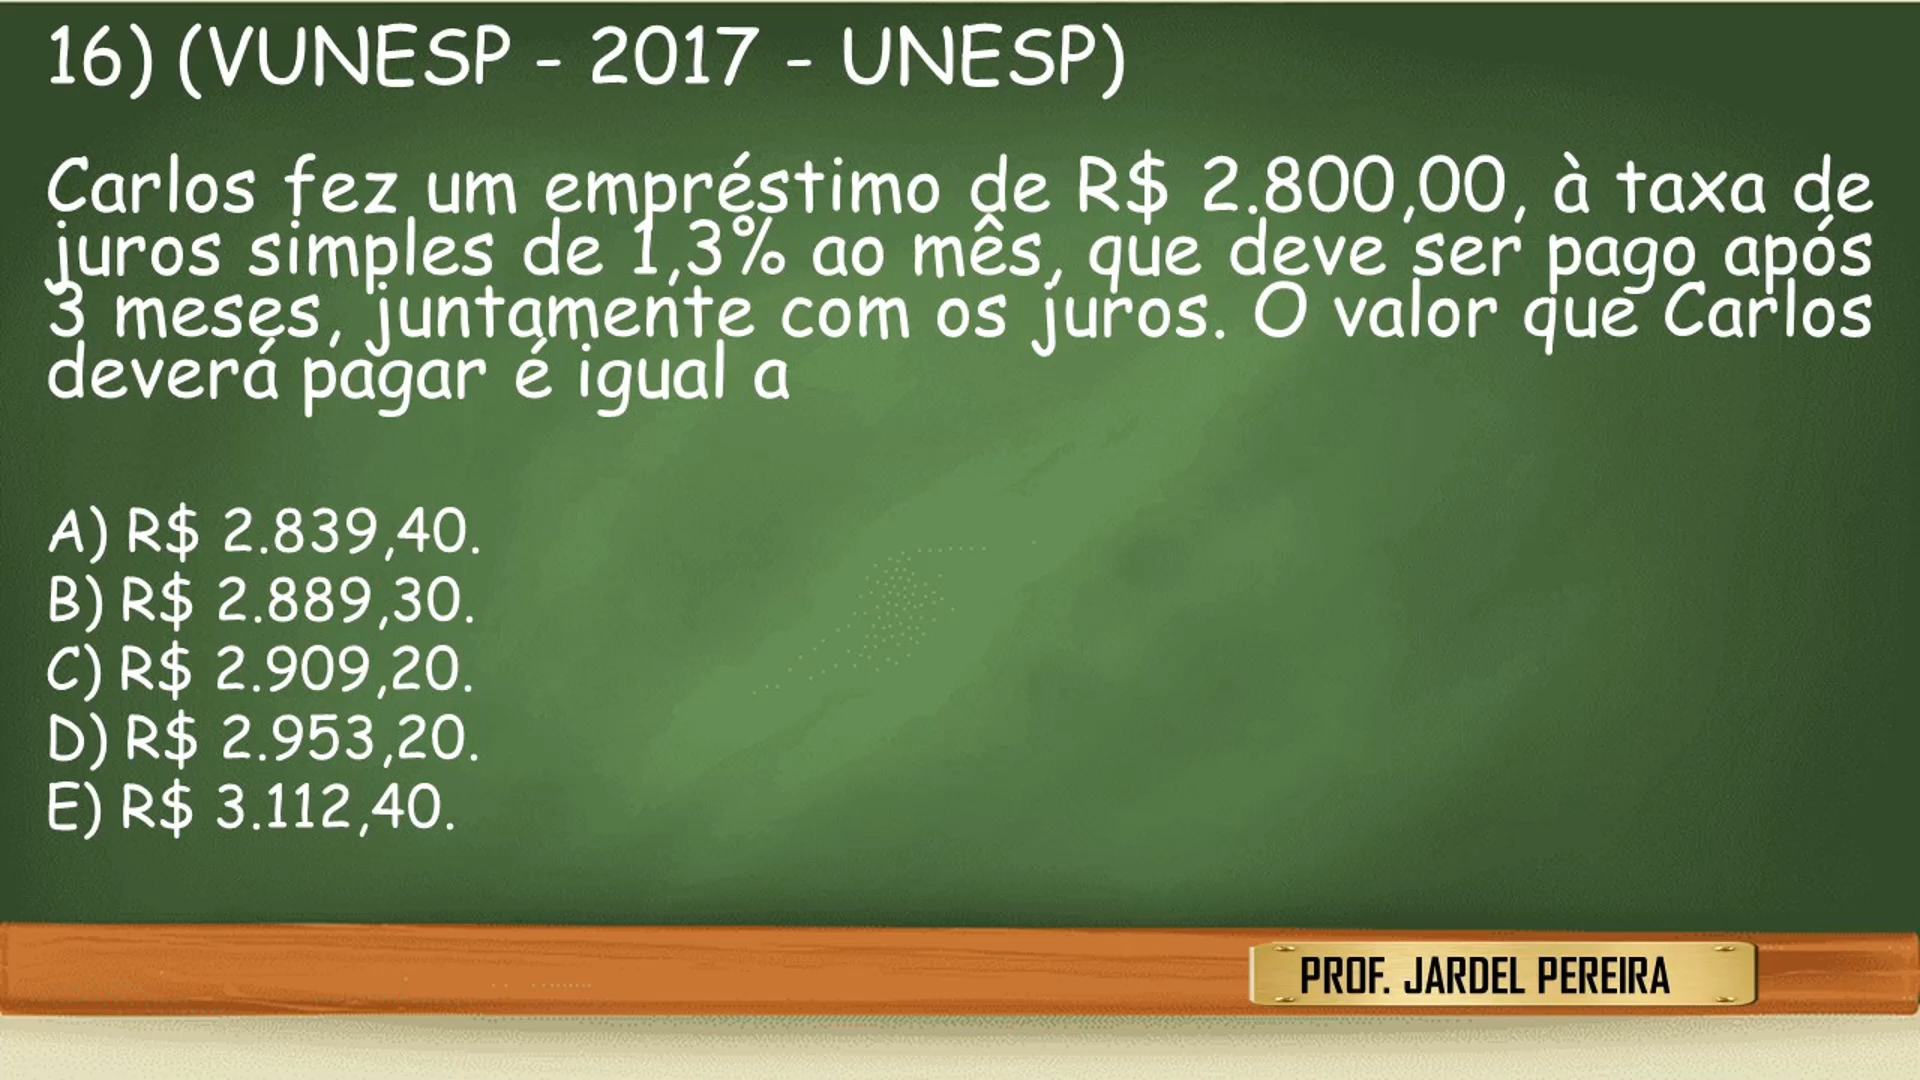 16) (VUNESP - 2017 - UNESP)
Carlos fez um empréstimo de R$ 2.800,00, à taxa de
juros simples de 1,3% ao mês, que deve ser pago após
3 meses, juntamente com os juros. O valor que Carlos
deverá pagar é igual a
A) R$ 2.839,40.
B) R$ 2.889,30.
C) R$ 2.909,20.
D) R$ 2.953,20.
E) R$ 3.112,40.
PROF. JARDEL PEREIRA